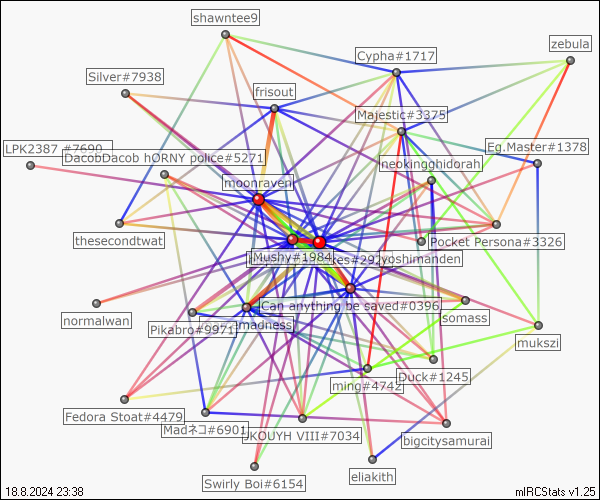 shawntee9
zebula
Cypha#1717
Silver#7938
frisout
Majestic#3375
LPK2387 #7690
Eg.Master#1378
DacobDacob hORNY police#5271
neokingghidorah
moonraven
thesecondtwat
Pocket Persona#3326
Mushy#1984
yoshimanden
normalwan
Can anything be saved#0396
somass
Pikabro#9971
madness
mukszi
ming#4742
Duck#1245
Fedora Stoat#4479
Madネコ#6901
JKOUYH VIII#7034
bigcitysamurai
Swirly Boi#6154
eliakith
18.8.2024 23:38
mIRCStats v1.25